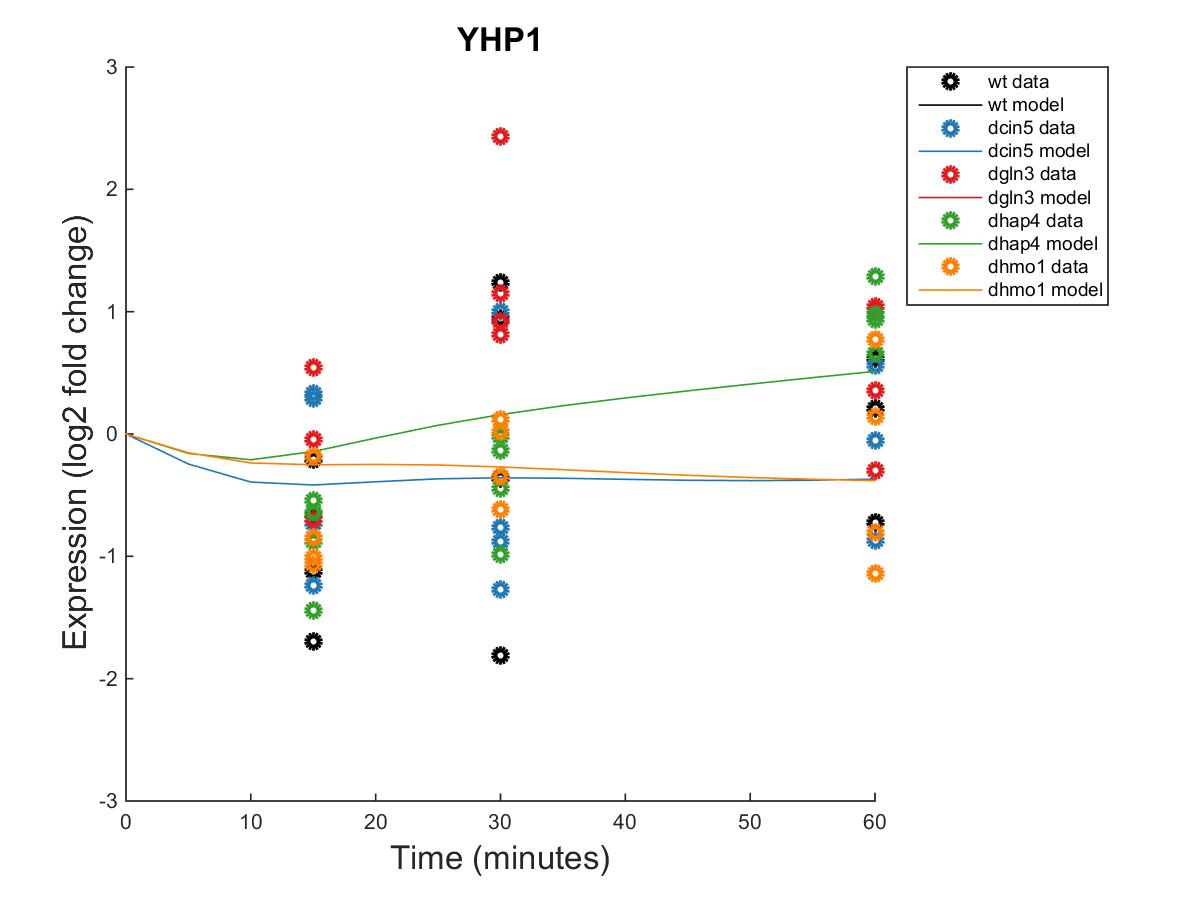 YHP1
3
2
1
0
-1
-2
-3
Expression (log2 fold change)
0
10
20
30
40
50
60
Time (minutes)
wt data
wt model
dcin5 data
dcin5 model
dgln3 data
dgln3 model
dhap4 data
dhap4 model
dhmo1 data
dhmo1 model